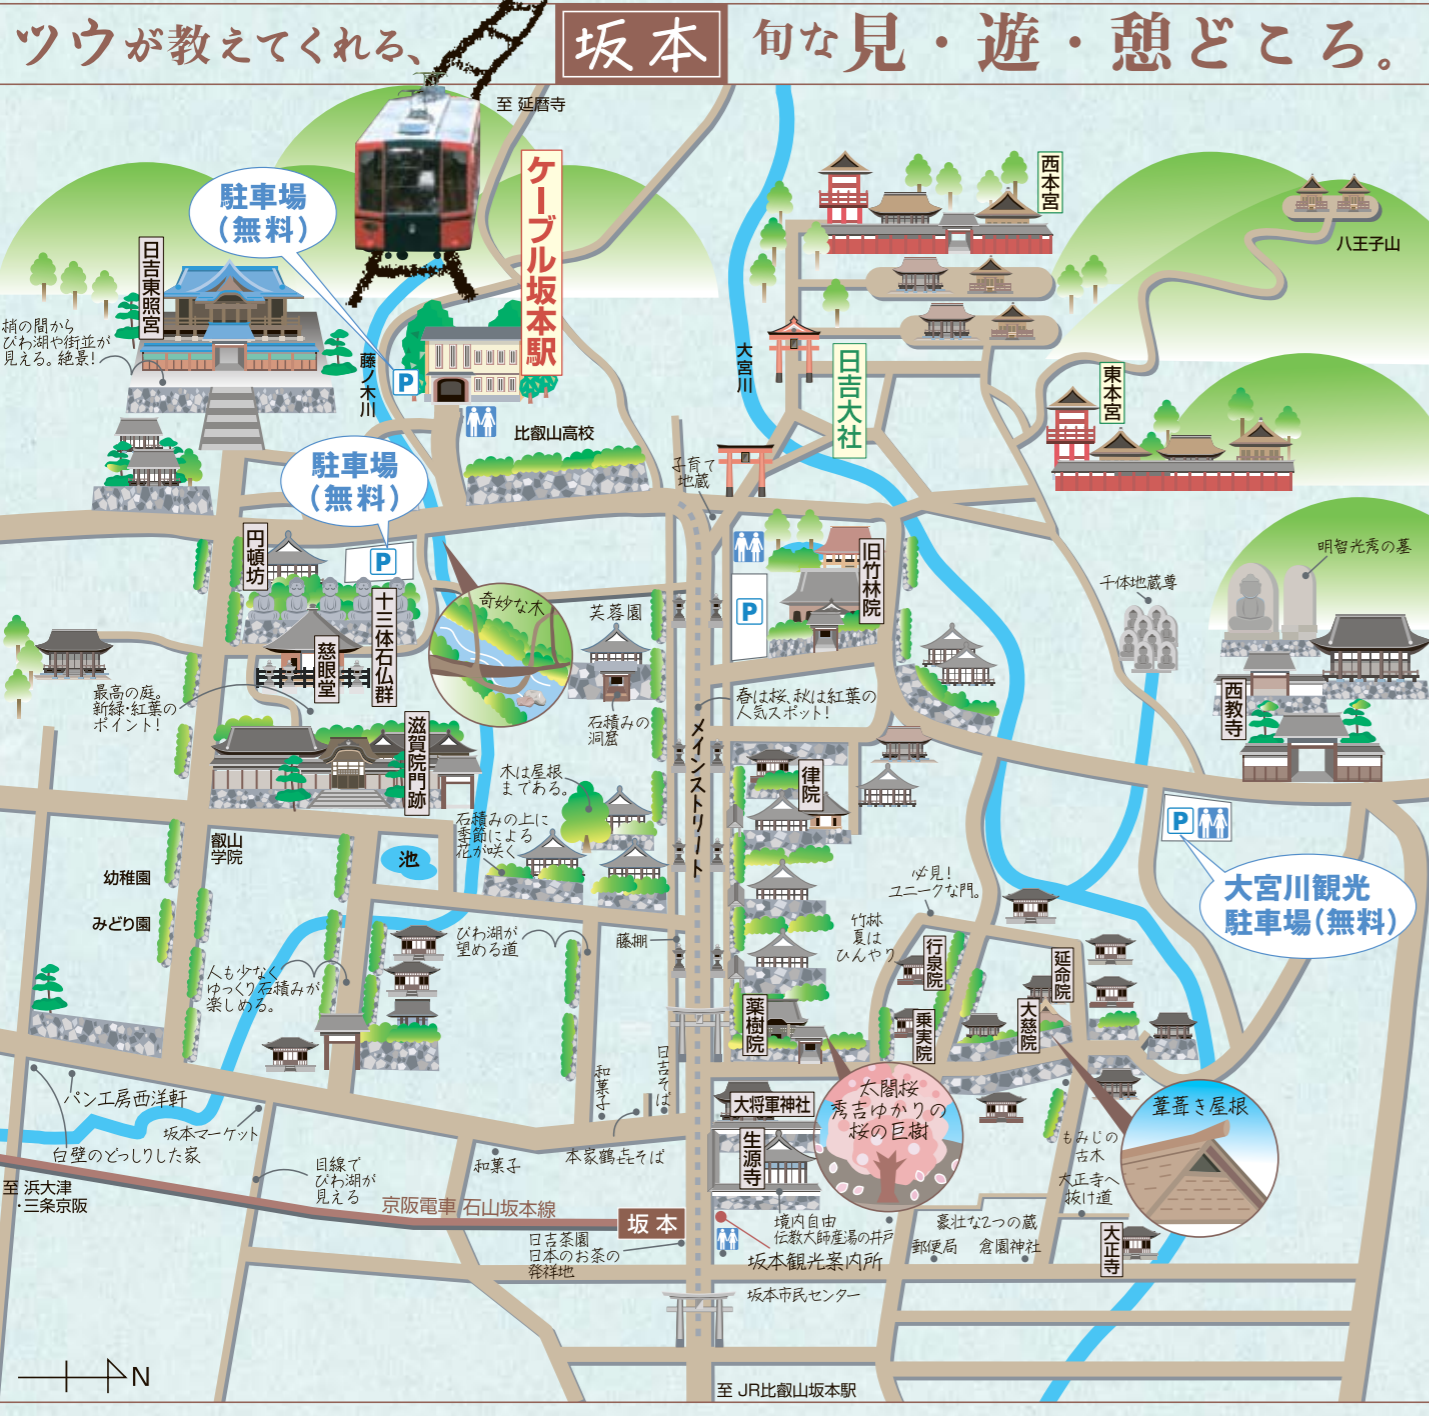 ツウが教えてくれる、
坂本
旬な見・遊・憩どころ。
至 延暦寺
ケーブル坂本駅
駐車場
(無料)
日吉東照宮
梢の間から
びわ湖や街並が
見える。絶景!
藤ノ木川
P
比叡山高校
駐車場
(無料)
P
西本宮
八王子山
大宮川
日吉大社
東本宮
子育て
地蔵
円頓坊
十三体石仏群
慈眼堂
奇妙な木
芙蓉園
石積みの
洞窟
P
旧竹林院
千体地蔵尊
明智光秀の墓
西教寺
最高の庭。
新緑・紅葉の
ポイント!
滋賀院門跡
春は桜、秋は紅葉の
人気スポット!
メインストリート
木は屋根
まである。
石積みの上に
季節による
花が咲く
律院
叡山
学院
池
幼稚園
みどり園
P
大宮川観光
駐車場(無料)
必見!
ユニークな門。
竹林
夏は
ひんやり
行泉院
延命院
乗実院
大慈院
びわ湖が
望める道
藤棚
人も少なく
ゆっくり石積みが
楽しめる。
薬樹院
日吉そば
和菓子
パン工房西洋軒
坂本マーケット
白壁のどっしりした家
本家鶴㐂そば
和菓子
大将軍神社
生源寺
太閤桜
秀吉ゆかりの
桜の巨樹
葺葺き屋根
もみじの
古木
大正寺へ
抜け道
大正寺
至 浜大津
・三条京阪
目線で
びわ湖が
見える
京阪電車 石山坂本線
坂本
日吉茶園
日本のお茶の
発祥地
境内自由
伝教大師産湯の井戸
坂本観光案内所
豪壮な2つの蔵
郵便局
倉園神社
坂本市民センター
至 JR比叡山坂本駅
N